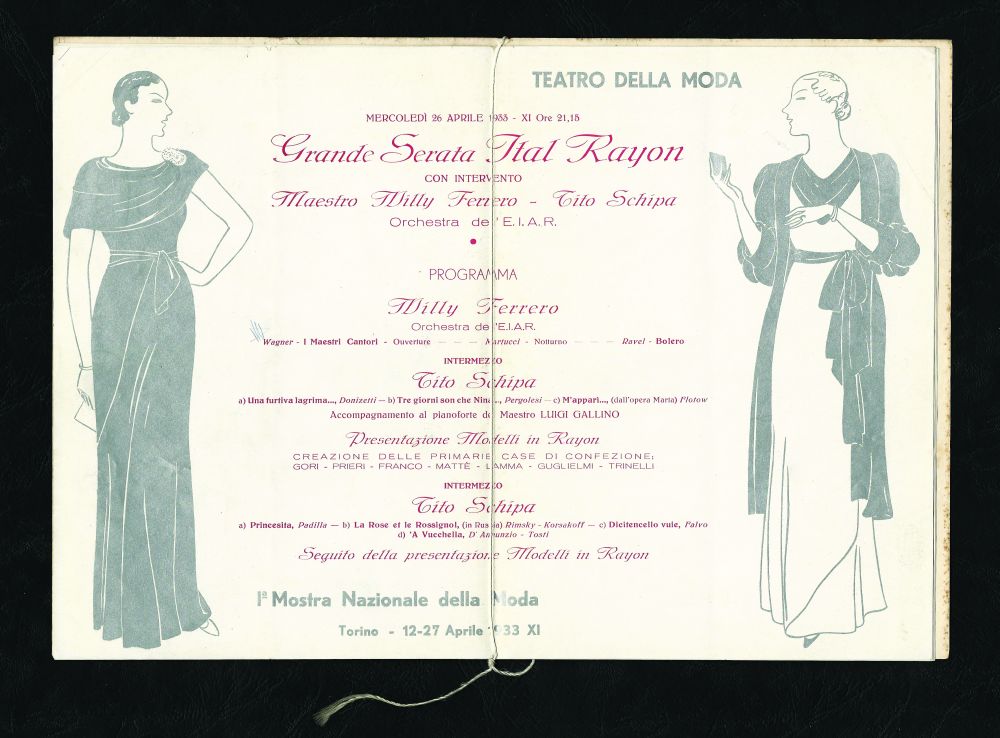 TEATRO DELLA MODA
MERCOLEDÌ 26 APRILE 1933 - XI Ore 21,15
Grande Serata Ital Rayon
CON INTERVENTO
Maestro Willy Ferrero - Tito Schipa
Orchestra de l'E.I.A.R.
PROGRAMMA
Willy Ferrero
Orchestra de l'E.I.A.R.
Wagner - I Maestri Cantori - Ouverture — — — Martucci - Notturno — — — Ravel - Bolero
INTERMEZZO
Tito Schipa
a) Una furtiva lagrima..., Donizetti — b) Tre giorni son che Nina..., Pergolesi — c) M'appari..., (dall'opera Marta) Flotow
Accompagnamento al pianoforte del Maestro LUIGI GALLINO
Presentazione Modelli in Rayon
CREAZIONE DELLE PRIMARIE CASE DI CONFEZIONE:
GORI - PRIERI - FRANCO - MATTÈ - LAMMA - GUGLIELMI - TRINELLI
INTERMEZZO
Tito Schipa
a) Princesita, Padilla — b) La Rose et le Rossignol, (in Russia) Rimsky - Korsakoff — c) Dicitencello vuie, Falvo
d) 'A Vucchella, D'Annunzio - Tosti
Seguito della presentazione Modelli in Rayon
Iª Mostra Nazionale della Moda
Torino - 12-27 Aprile 1933 XI